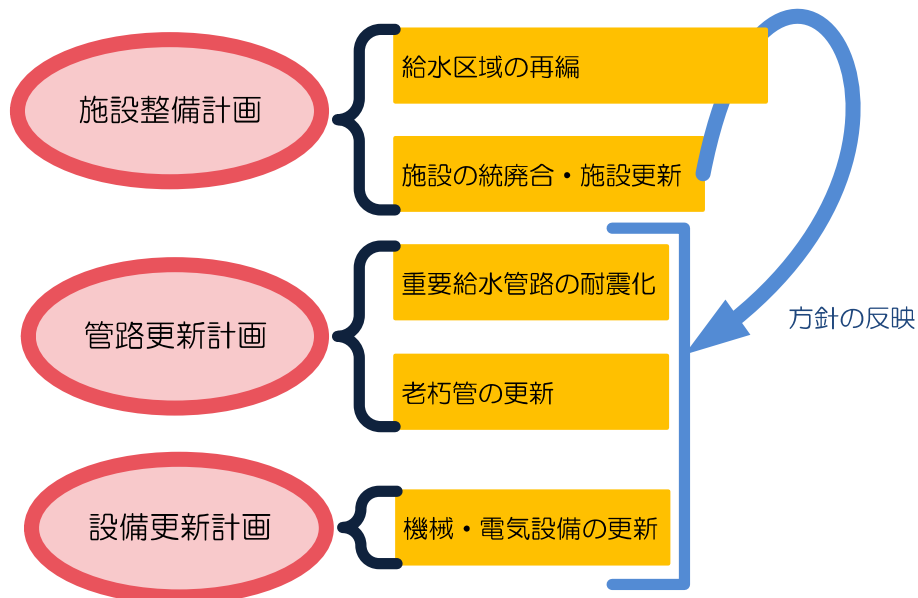 施設整備計画
給水区域の再編
施設の統廃合・施設更新
管路更新計画
重要給水管路の耐震化
老朽管の更新
方針の反映
設備更新計画
機械・電気設備の更新